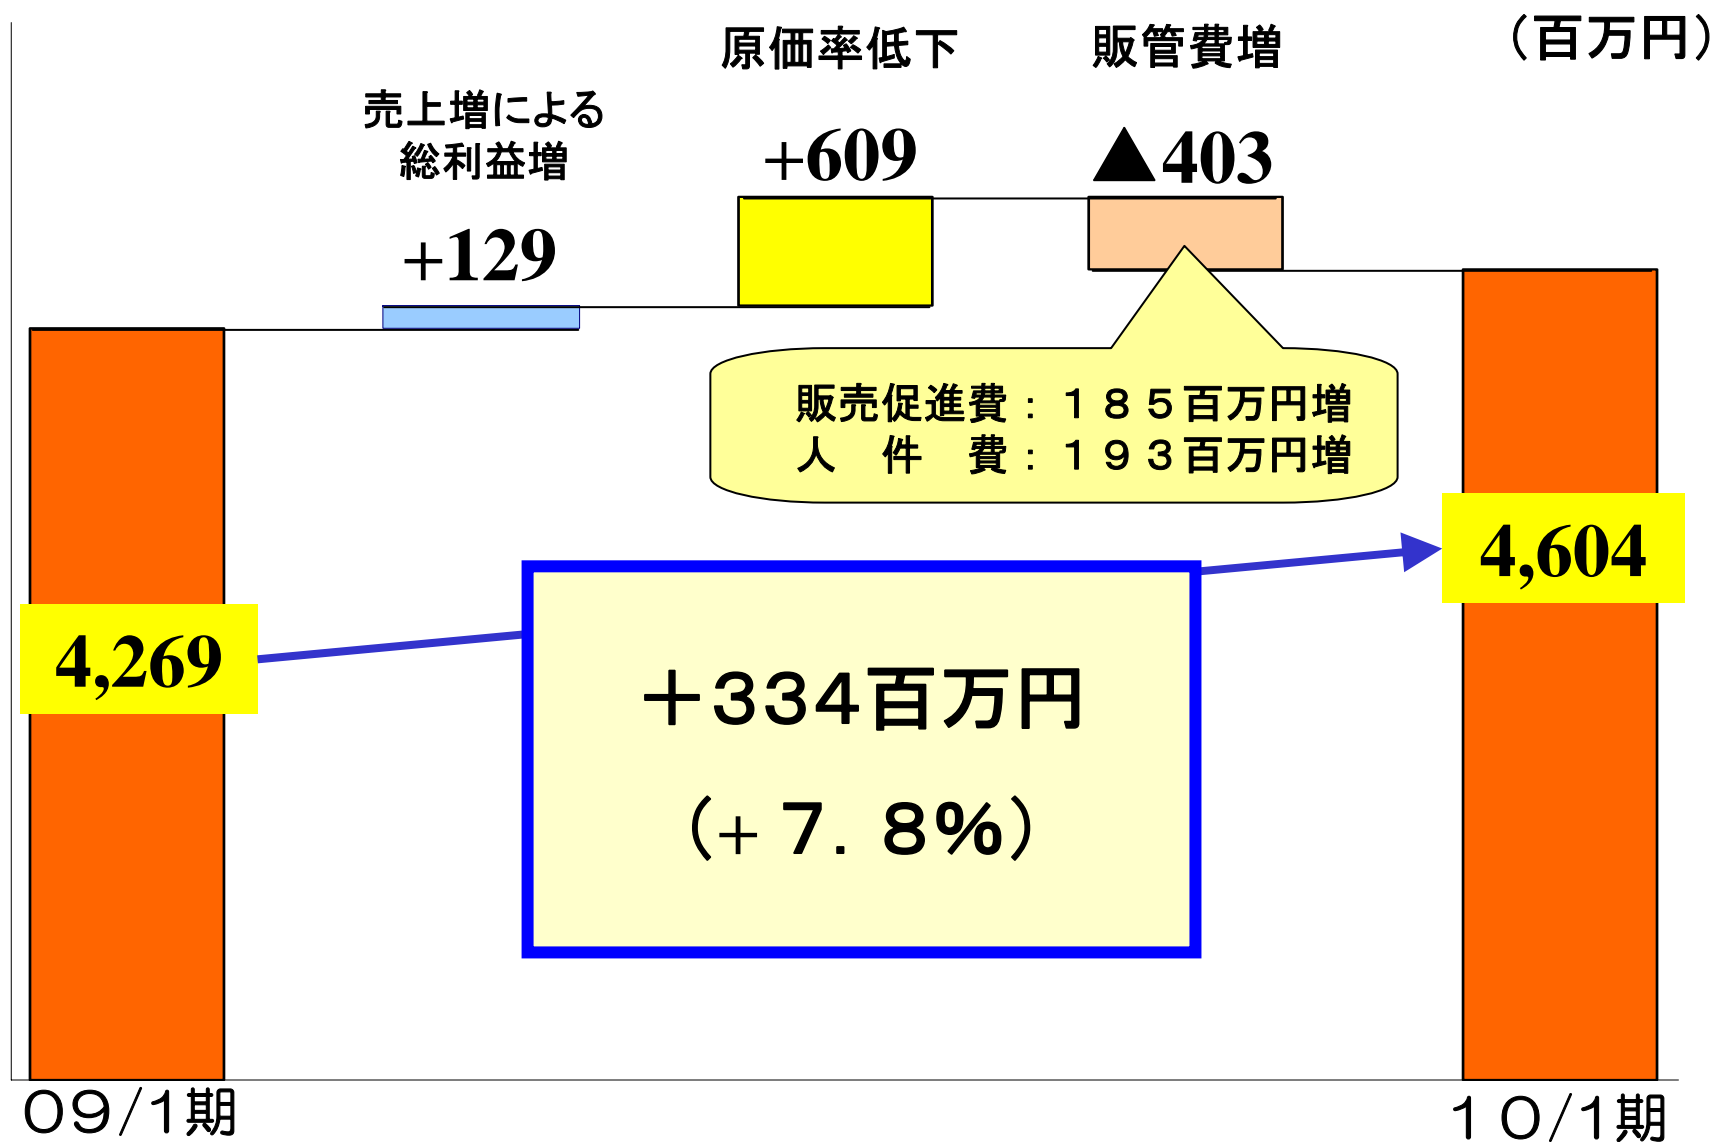 （百万円）
原価率低下
販管費増
売上増による
総利益増
+609
▲403
+129
販売促進費：１８５百万円増
人　件　費：１９３百万円増
4,604
4,269
＋３３４百万円
（+７．８％）
０９/１期
１０/１期